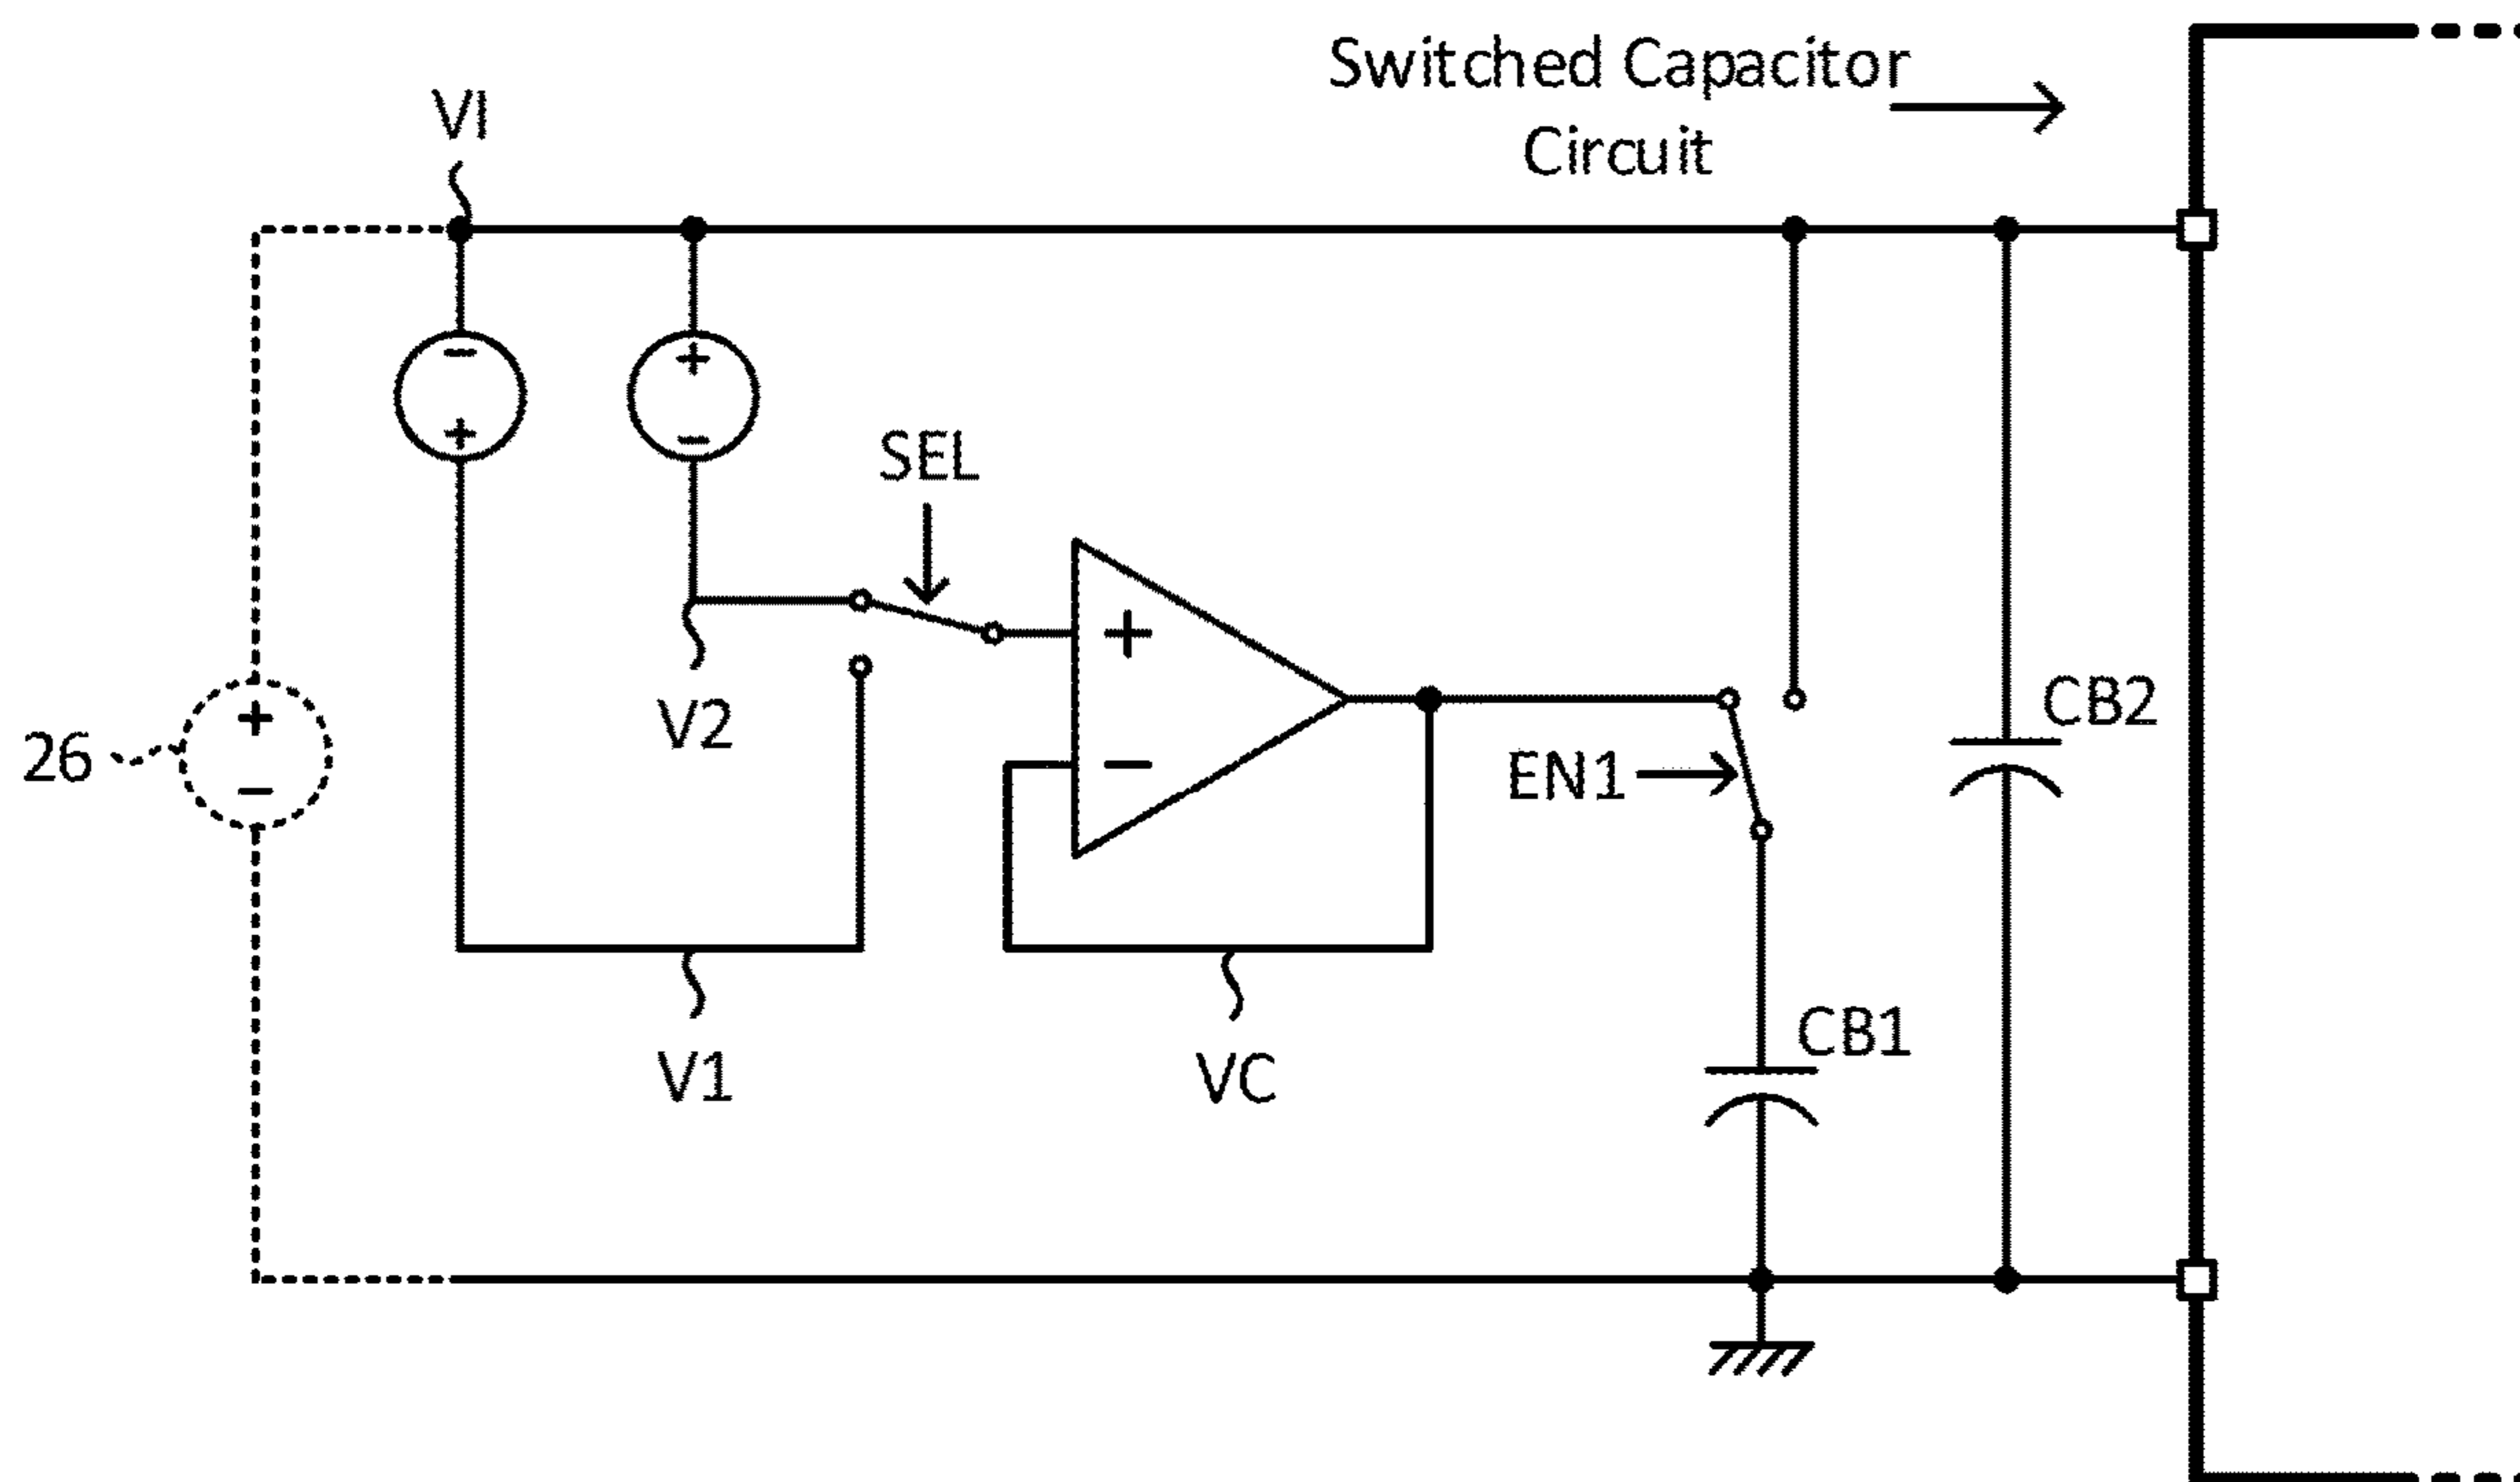 Switched Capacitor
Circuit
VI
SEL
+
−
−
+
+
−
V2
+
−
26
EN1
CB2
CB1
V1
VC